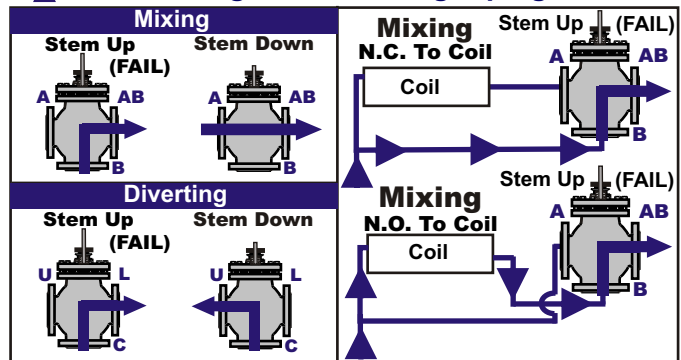 Mixing
Stem Up
(FAIL)
Stem Down
A
AB
B
A
AB
B
Diverting
Stem Up
(FAIL)
Stem Down
U
L
C
U
L
C
Mixing
N.C. To Coil
Coil
Stem Up (FAIL)
A
AB
B
Mixing
N.O. To Coil
Coil
Stem Up (FAIL)
A
AB
B